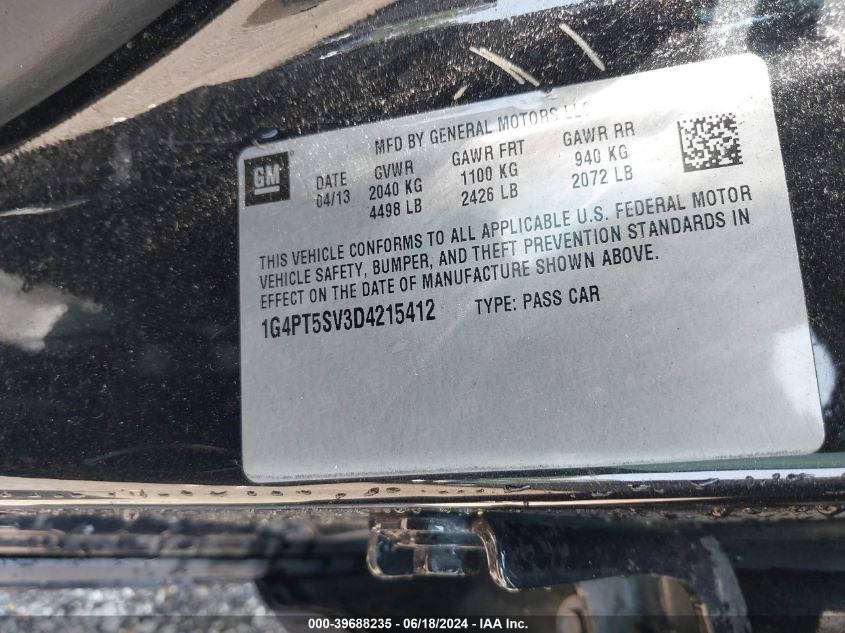 MFD BY GENERAL MOTORS LLC
GM
DATE GVWR GAWR FRT GAWR RR
04/13 2040 KG 1100 KG 940 KG
4498 LB 2426 LB 2072 LB
THIS VEHICLE CONFORMS TO ALL APPLICABLE U.S. FEDERAL MOTOR
VEHICLE SAFETY, BUMPER, AND THEFT PREVENTION STANDARDS IN
EFFECT ON THE DATE OF MANUFACTURE SHOWN ABOVE.
1G4PT5SV3D4215412 TYPE: PASS CAR
000-39688235 - 06/18/2024 - IAA Inc.